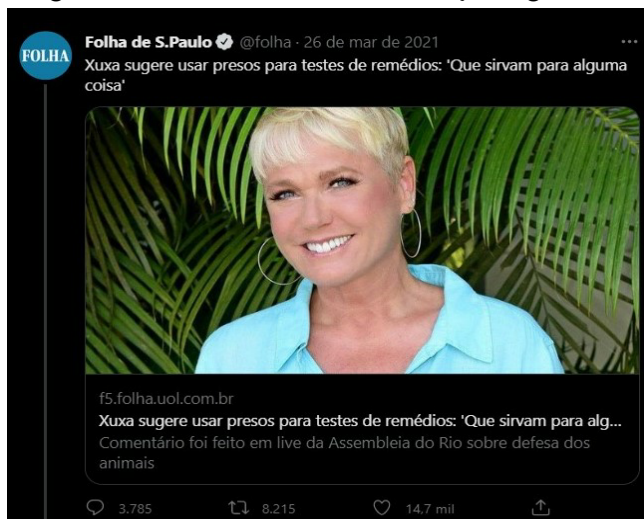 FOLHA
Folha de S.Paulo @folha · 26 de mar de 2021
Xuxa sugere usar presos para testes de remédios: 'Que sirvam para alguma
coisa'
f5.folha.uol.com.br
Xuxa sugere usar presos para testes de remédios: 'Que sirvam para alg...
Comentário foi feito em live da Assembleia do Rio sobre defesa dos
animais
3.785 8.215 14,7 mil